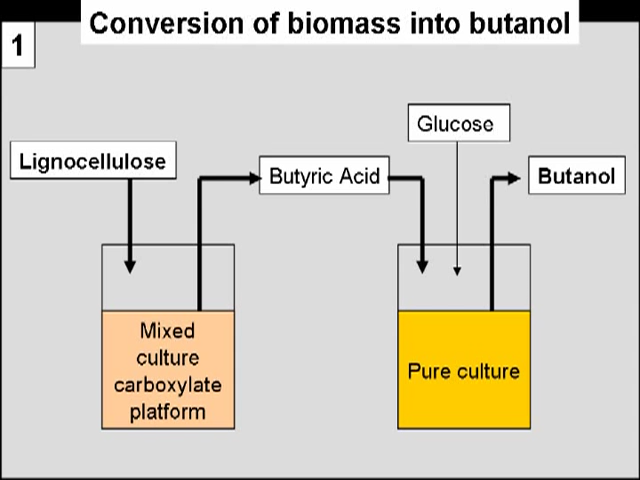 Conversion of biomass into butanol
1
Glucose
Lignocellulose
Butyric Acid
Butanol
Mixed
culture
carboxylate
platform
Pure culture